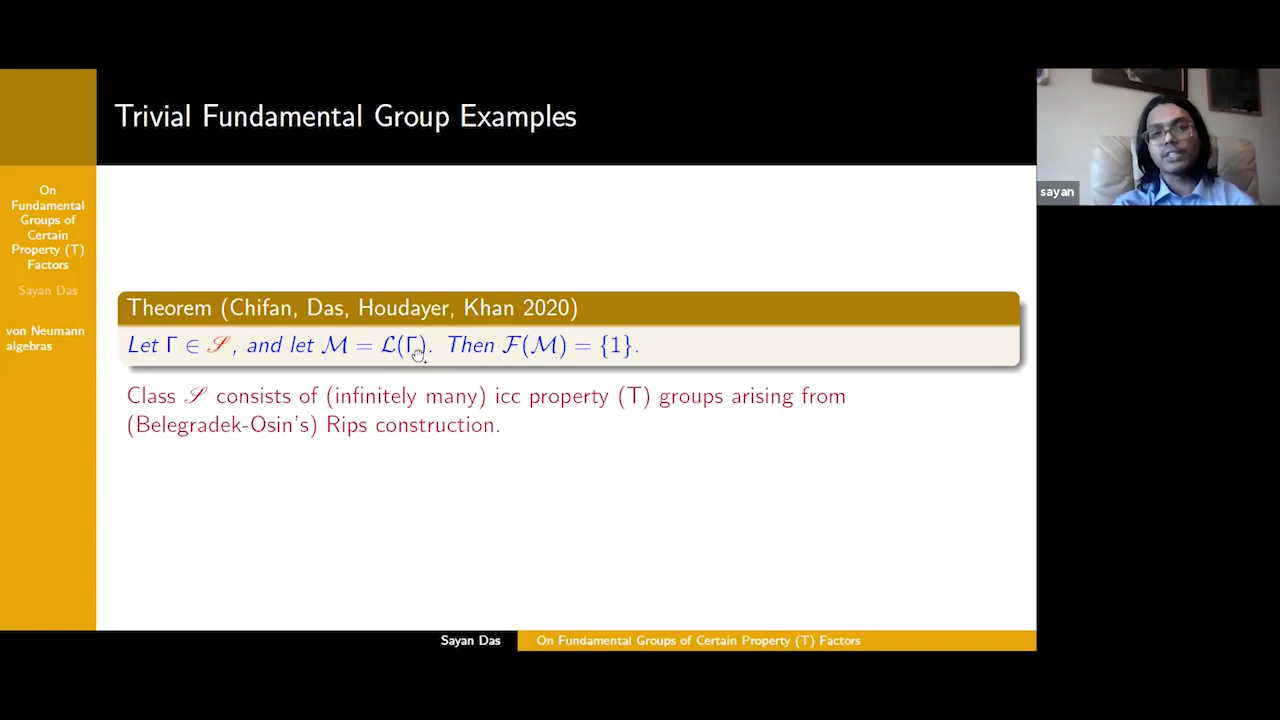 Trivial Fundamental Group Examples
On
Fundamental
Groups of
Certain
Property (T)
Factors
Sayan Das
von Neumann
algebras
Theorem (Chifan, Das, Houdayer, Khan 2020)
Let Γ ∈ 𝒮, and let ℳ = ℒ(Γ). Then ℱ(ℳ) = {1}.
Class 𝒮 consists of (infinitely many) icc property (T) groups arising from
(Belegradek-Osin's) Rips construction.
sayan
Sayan Das
On Fundamental Groups of Certain Property (T) Factors